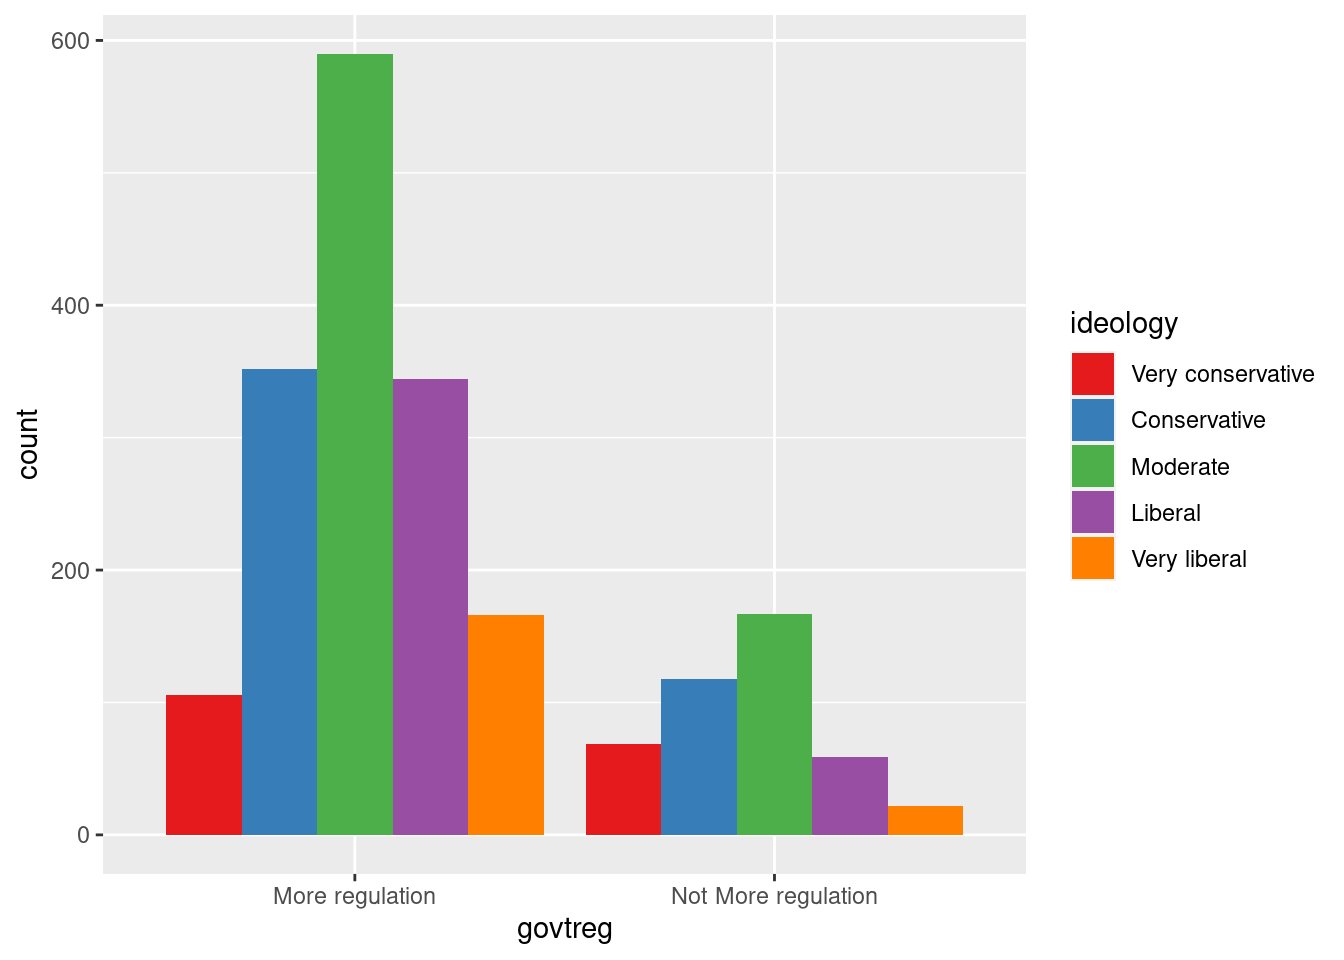 600
400
200
0
count
More regulation
Not More regulation
govtreg
ideology
Very conservative
Conservative
Moderate
Liberal
Very liberal